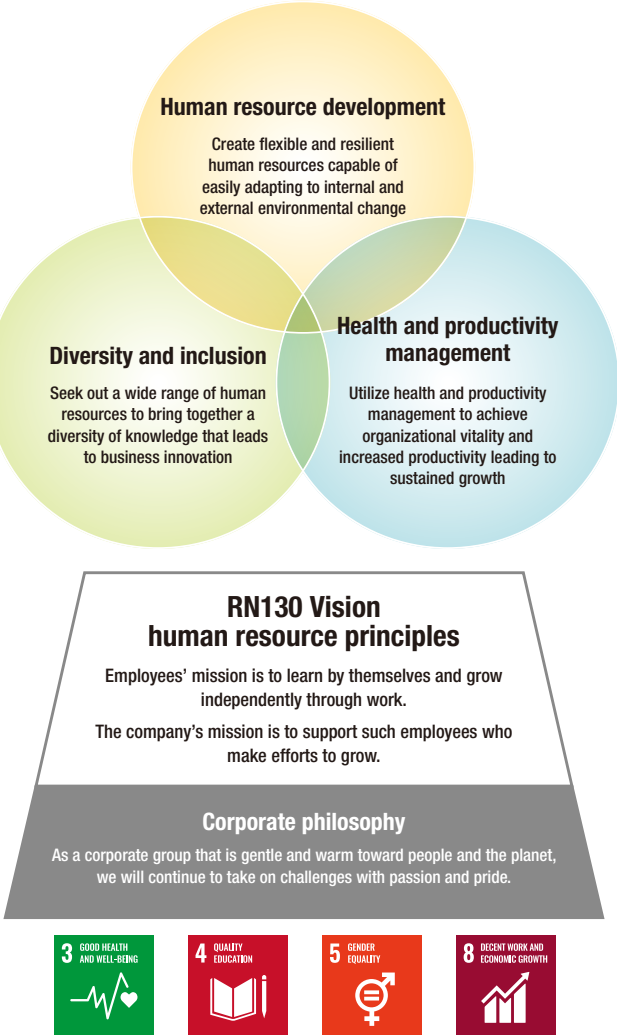 Human resource development
Create flexible and resilient
human resources capable of
easily adapting to internal and
external environmental change
Diversity and inclusion
Seek out a wide range of human
resources to bring together a
diversity of knowledge that leads
to business innovation
Health and productivity
management
Utilize health and productivity
management to achieve
organizational vitality and
increased productivity leading to
sustained growth
RN130 Vision
human resource principles
Employees’ mission is to learn by themselves and grow
independently through work.
The company’s mission is to support such employees who
make efforts to grow.
Corporate philosophy
As a corporate group that is gentle and warm toward people and the planet,
we will continue to take on challenges with passion and pride.
3 GOOD HEALTH
AND WELL-BEING
4 QUALITY
EDUCATION
5 GENDER
EQUALITY
8 DECENT WORK AND
ECONOMIC GROWTH